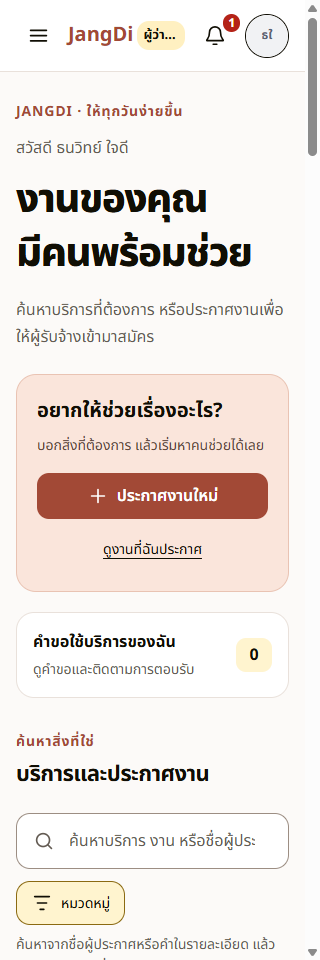 JangDi
ผู้ว่า...
1
ธใ
JANGDI · ให้ทุกวันง่ายขึ้น
สวัสดี ธนวิทย์ ใจดี
งานของคุณ
มีคนพร้อมช่วย
ค้นหาบริการที่ต้องการ หรือประกาศงานเพื่อ
ให้ผู้รับจ้างเข้ามาสมัคร
อยากให้ช่วยเรื่องอะไร?
บอกสิ่งที่ต้องการ แล้วเริ่มหาคนช่วยได้เลย
ประกาศงานใหม่
ดูงานที่ฉันประกาศ
คำขอใช้บริการของฉัน
ดูคำขอและติดตามการตอบรับ
0
ค้นหาสิ่งที่ใช่
บริการและประกาศงาน
ค้นหาบริการ งาน หรือชื่อผู้ประ
หมวดหมู่
ค้นหาจากชื่อผู้ประกาศหรือคำในรายละเอียด แล้ว